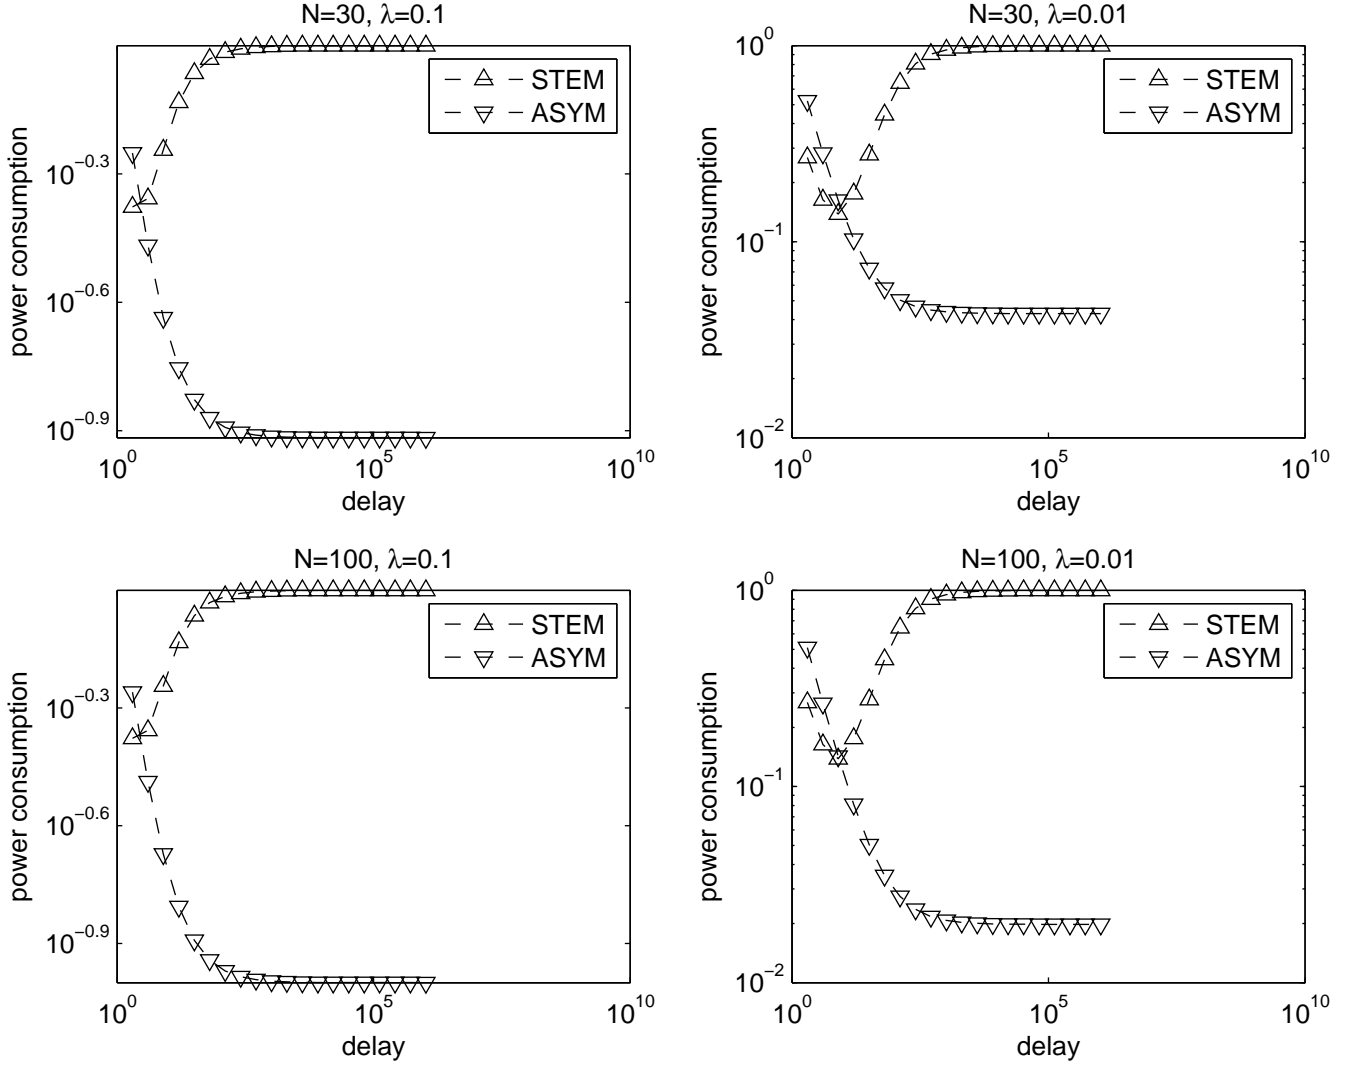 N=30, λ=0.1
power consumption
10^−0.3
10^−0.6
10^−0.9
10^0 10^5 10^10
delay
STEM
ASYM
N=30, λ=0.01
power consumption
10^0
10^−1
10^−2
10^0 10^5 10^10
delay
STEM
ASYM
N=100, λ=0.1
power consumption
10^−0.3
10^−0.6
10^−0.9
10^0 10^5 10^10
delay
STEM
ASYM
N=100, λ=0.01
power consumption
10^0
10^−1
10^−2
10^0 10^5 10^10
delay
STEM
ASYM